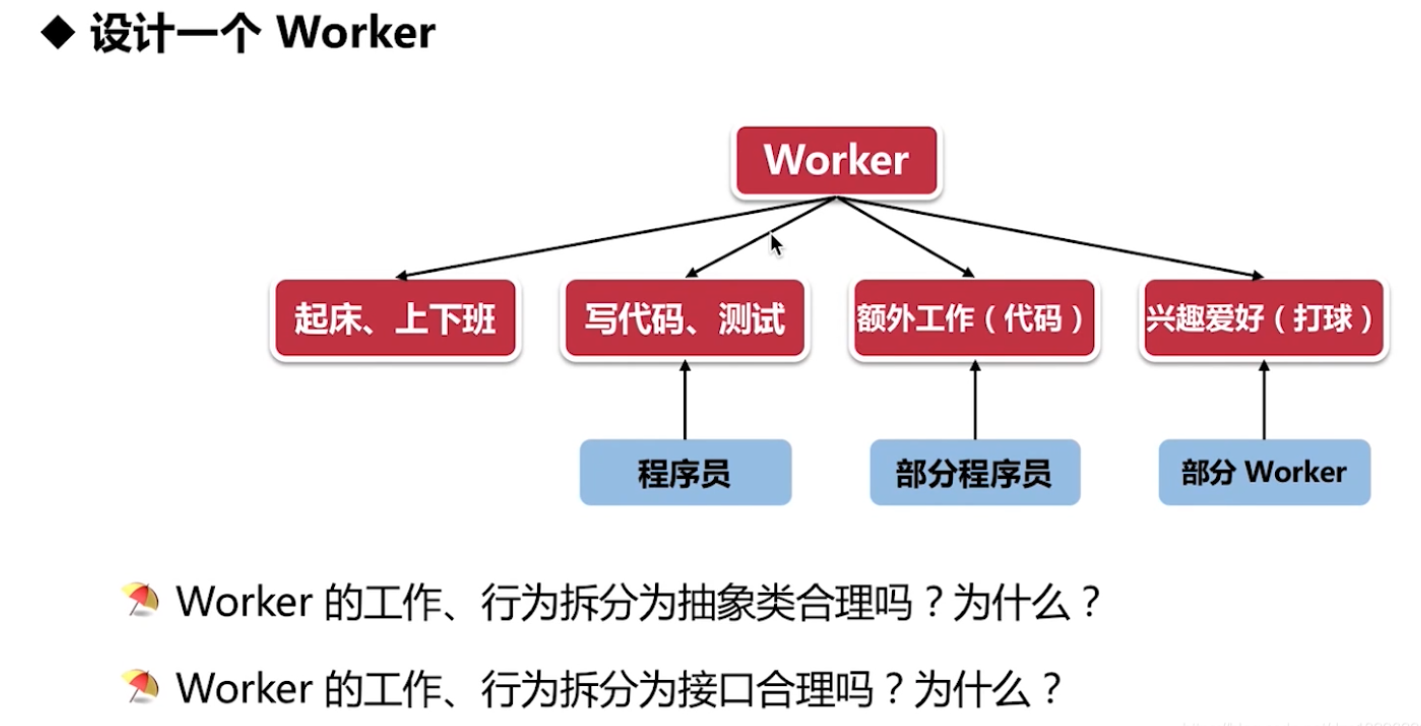 ◆ 设计一个 Worker
Worker
起床、上下班
写代码、测试
额外工作（代码）
兴趣爱好（打球）
程序员
部分程序员
部分 Worker
Worker 的工作、行为拆分为抽象类合理吗？为什么？
Worker 的工作、行为拆分为接口合理吗？为什么？